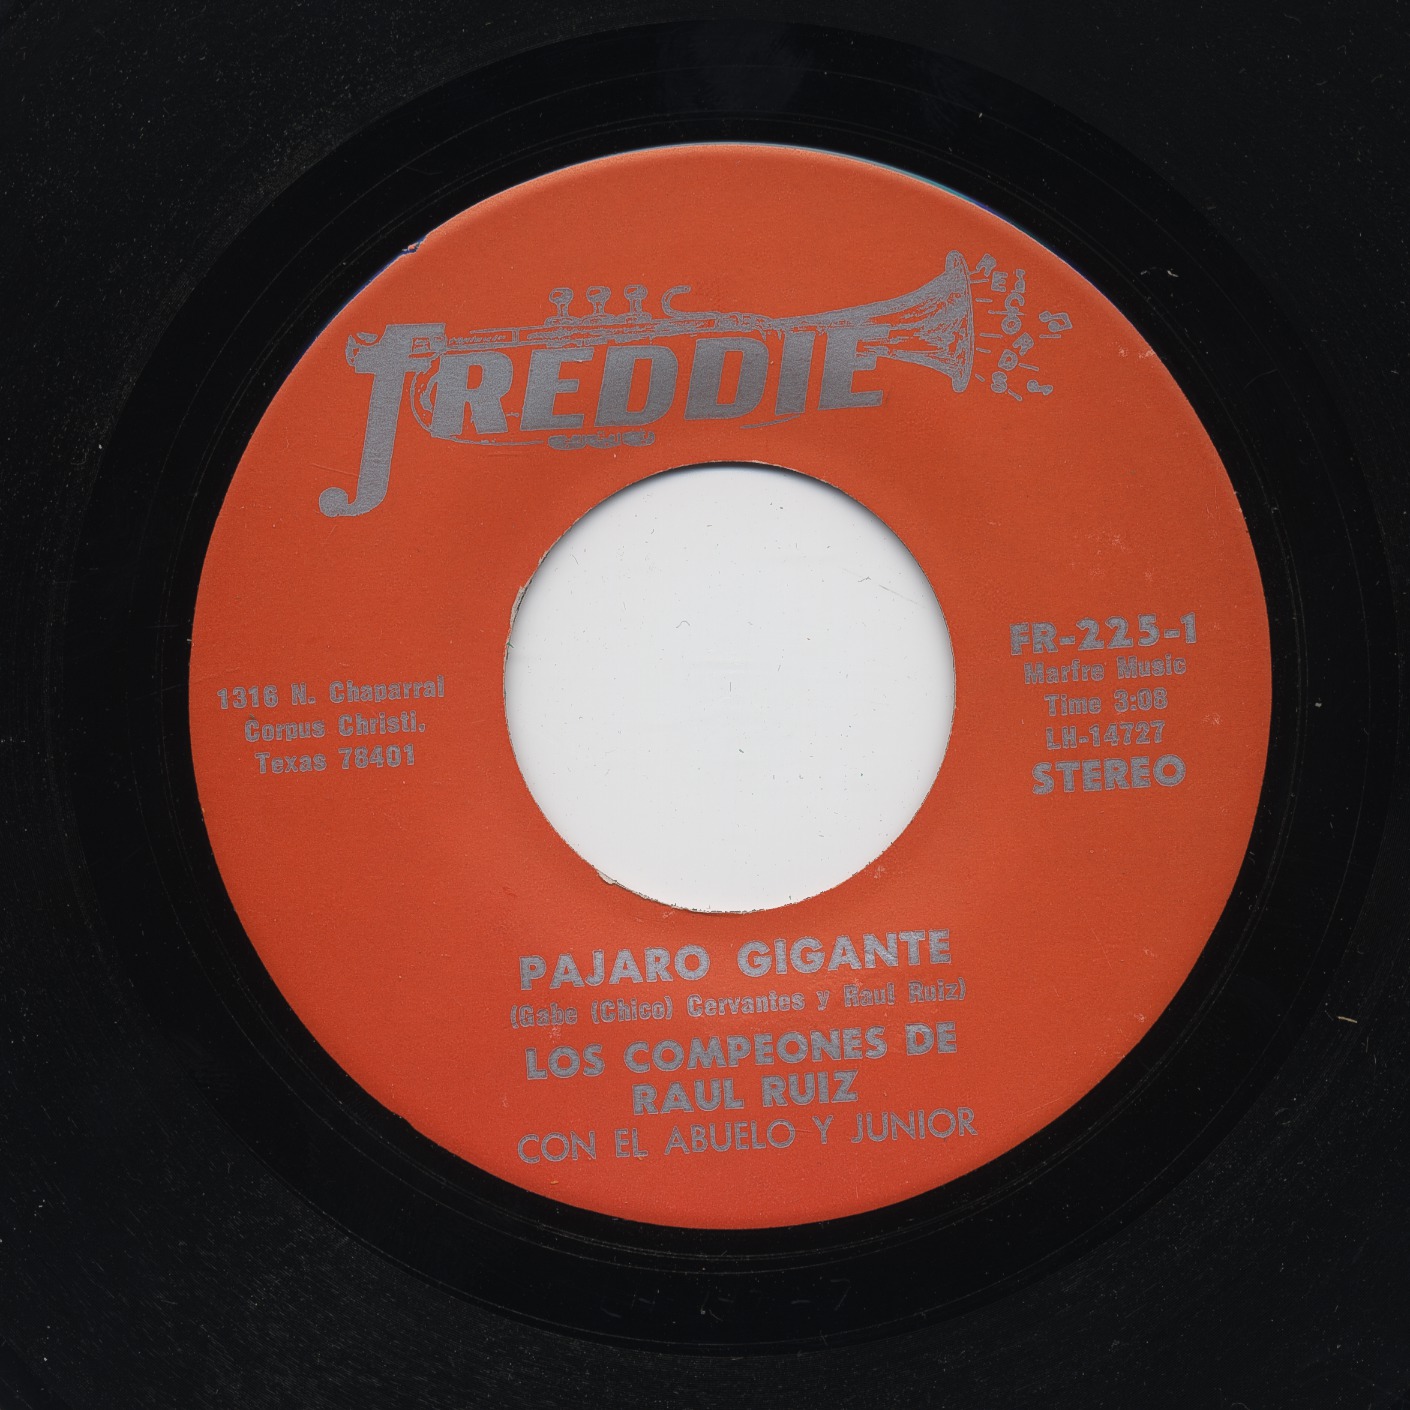 FREDDIE
RECORDS
1316 N. Chaparral
Corpus Christi,
Texas 78401
FR-225-1
Marfre Music
Time 3:08
LH-14727
STEREO
PAJARO GIGANTE
(Gabe (Chico) Cervantes y Raul Ruiz)
LOS COMPEONES DE
RAUL RUIZ
CON EL ABUELO Y JUNIOR